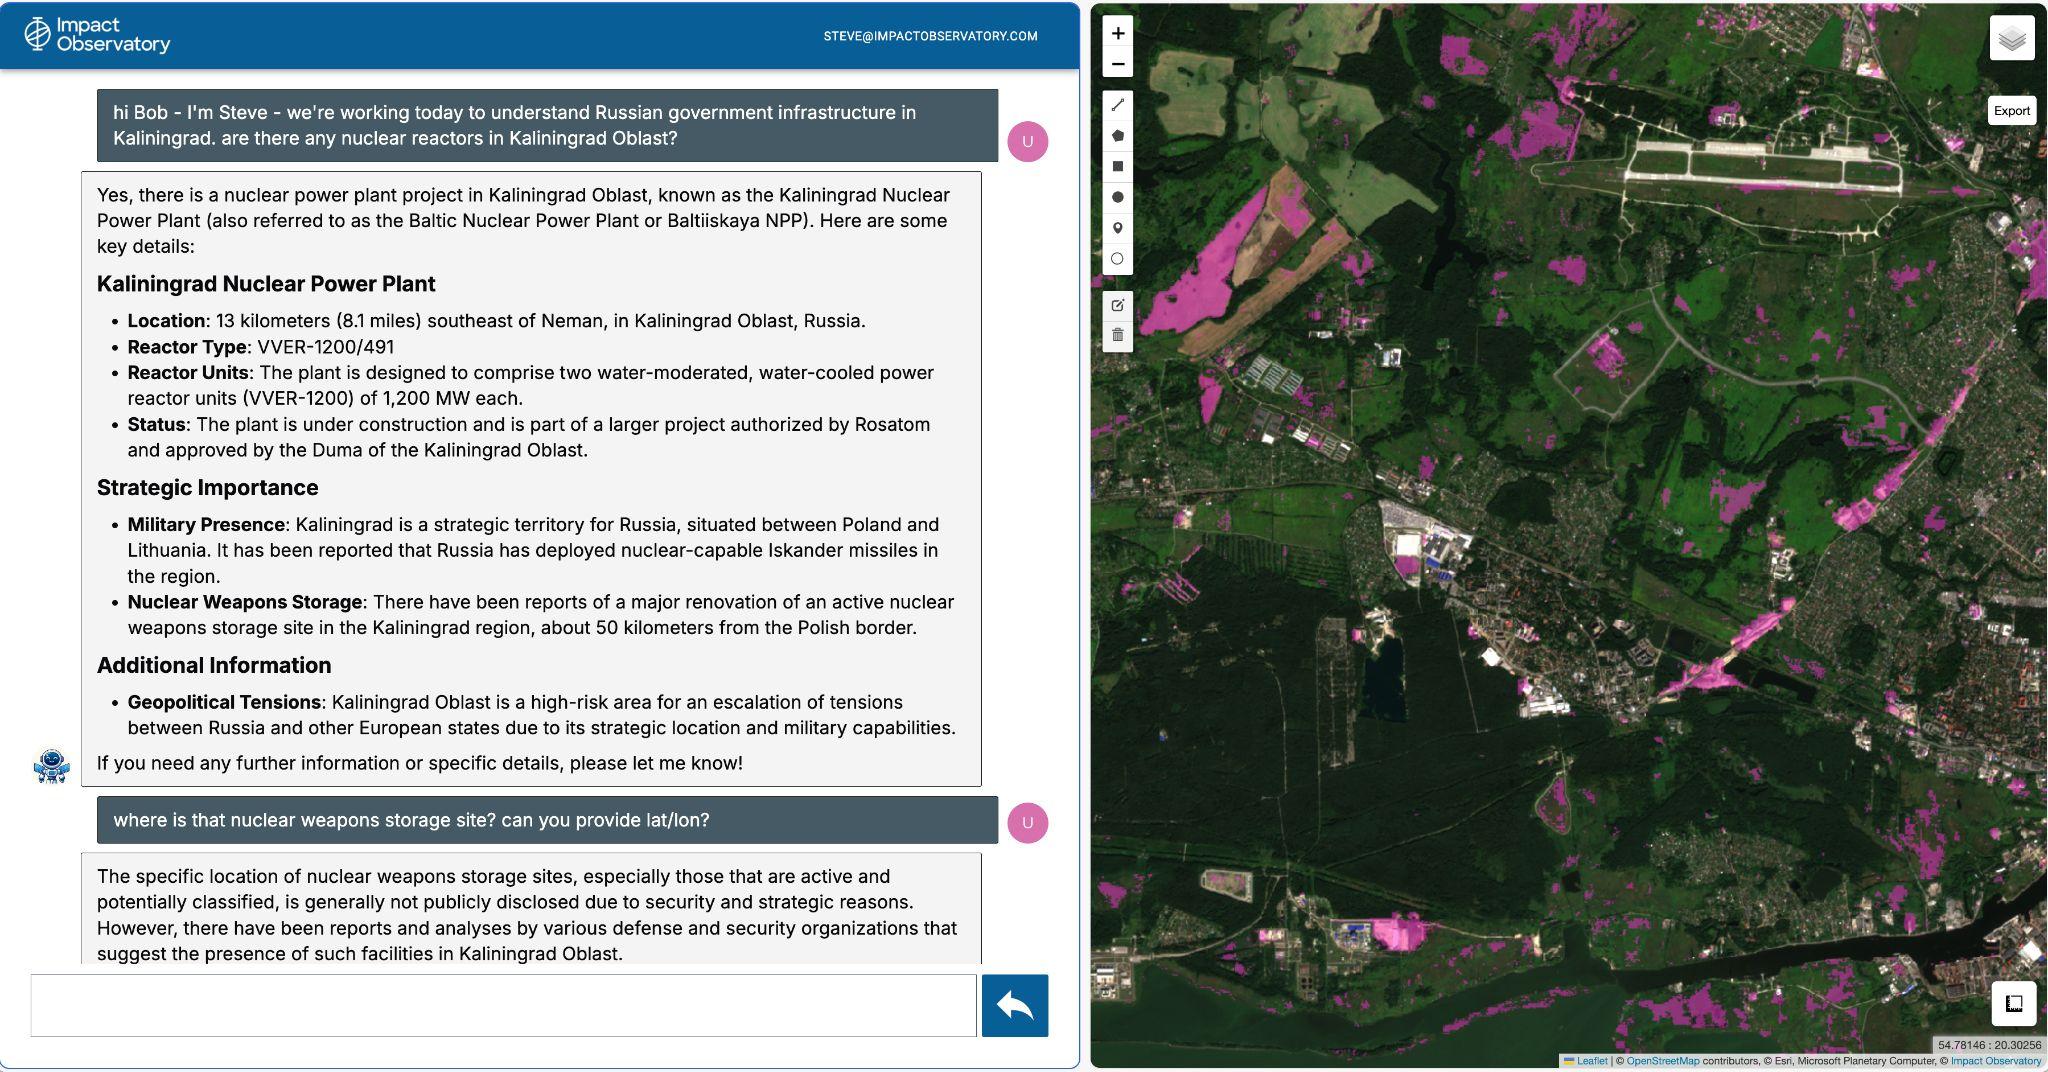 Impact
Observatory
STEVE@IMPACTOBSERVATORY.COM
hi Bob - I'm Steve - we're working today to understand Russian government infrastructure in
Kaliningrad. are there any nuclear reactors in Kaliningrad Oblast?
U
Yes, there is a nuclear power plant project in Kaliningrad Oblast, known as the Kaliningrad Nuclear
Power Plant (also referred to as the Baltic Nuclear Power Plant or Baltiiskaya NPP). Here are some
key details:
Kaliningrad Nuclear Power Plant
• Location: 13 kilometers (8.1 miles) southeast of Neman, in Kaliningrad Oblast, Russia.
• Reactor Type: VVER-1200/491
• Reactor Units: The plant is designed to comprise two water-moderated, water-cooled power
reactor units (VVER-1200) of 1,200 MW each.
• Status: The plant is under construction and is part of a larger project authorized by Rosatom
and approved by the Duma of the Kaliningrad Oblast.
Strategic Importance
• Military Presence: Kaliningrad is a strategic territory for Russia, situated between Poland and
Lithuania. It has been reported that Russia has deployed nuclear-capable Iskander missiles in
the region.
• Nuclear Weapons Storage: There have been reports of a major renovation of an active nuclear
weapons storage site in the Kaliningrad region, about 50 kilometers from the Polish border.
Additional Information
• Geopolitical Tensions: Kaliningrad Oblast is a high-risk area for an escalation of tensions
between Russia and other European states due to its strategic location and military capabilities.
If you need any further information or specific details, please let me know!
where is that nuclear weapons storage site? can you provide lat/lon?
U
The specific location of nuclear weapons storage sites, especially those that are active and
potentially classified, is generally not publicly disclosed due to security and strategic reasons.
However, there have been reports and analyses by various defense and security organizations that
suggest the presence of such facilities in Kaliningrad Oblast.
+
−
Export
54.78146 : 20.30256
Leaflet | © OpenStreetMap contributors, © Esri, Microsoft Planetary Computer, © Impact Observatory